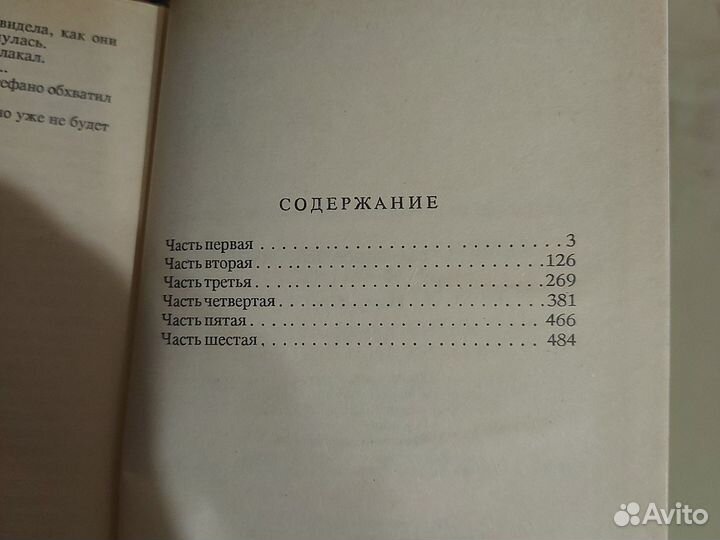 видела, как они
нулась.
лакал.
...
ефано обхватил
но уже не будет
СОДЕРЖАНИЕ
Часть первая . . . . . . . . . . . . . . . . . . . . . . . . . . . . 3
Часть вторая . . . . . . . . . . . . . . . . . . . . . . . . . . 126
Часть третья . . . . . . . . . . . . . . . . . . . . . . . . . . 269
Часть четвертая . . . . . . . . . . . . . . . . . . . . . . . 381
Часть пятая . . . . . . . . . . . . . . . . . . . . . . . . . . . 466
Часть шестая . . . . . . . . . . . . . . . . . . . . . . . . . . 484
Avito